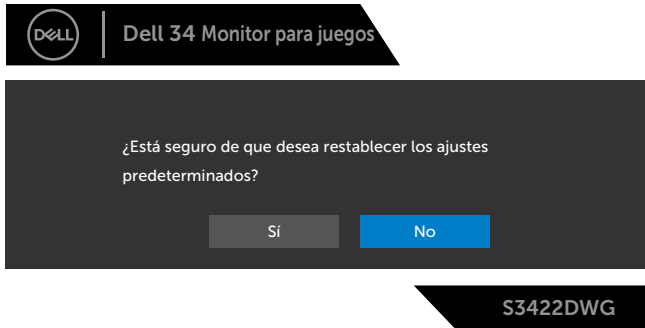 DELL
Dell 34 Monitor para juegos
¿Está seguro de que desea restablecer los ajustes
predeterminados?
Sí
No
S3422DWG